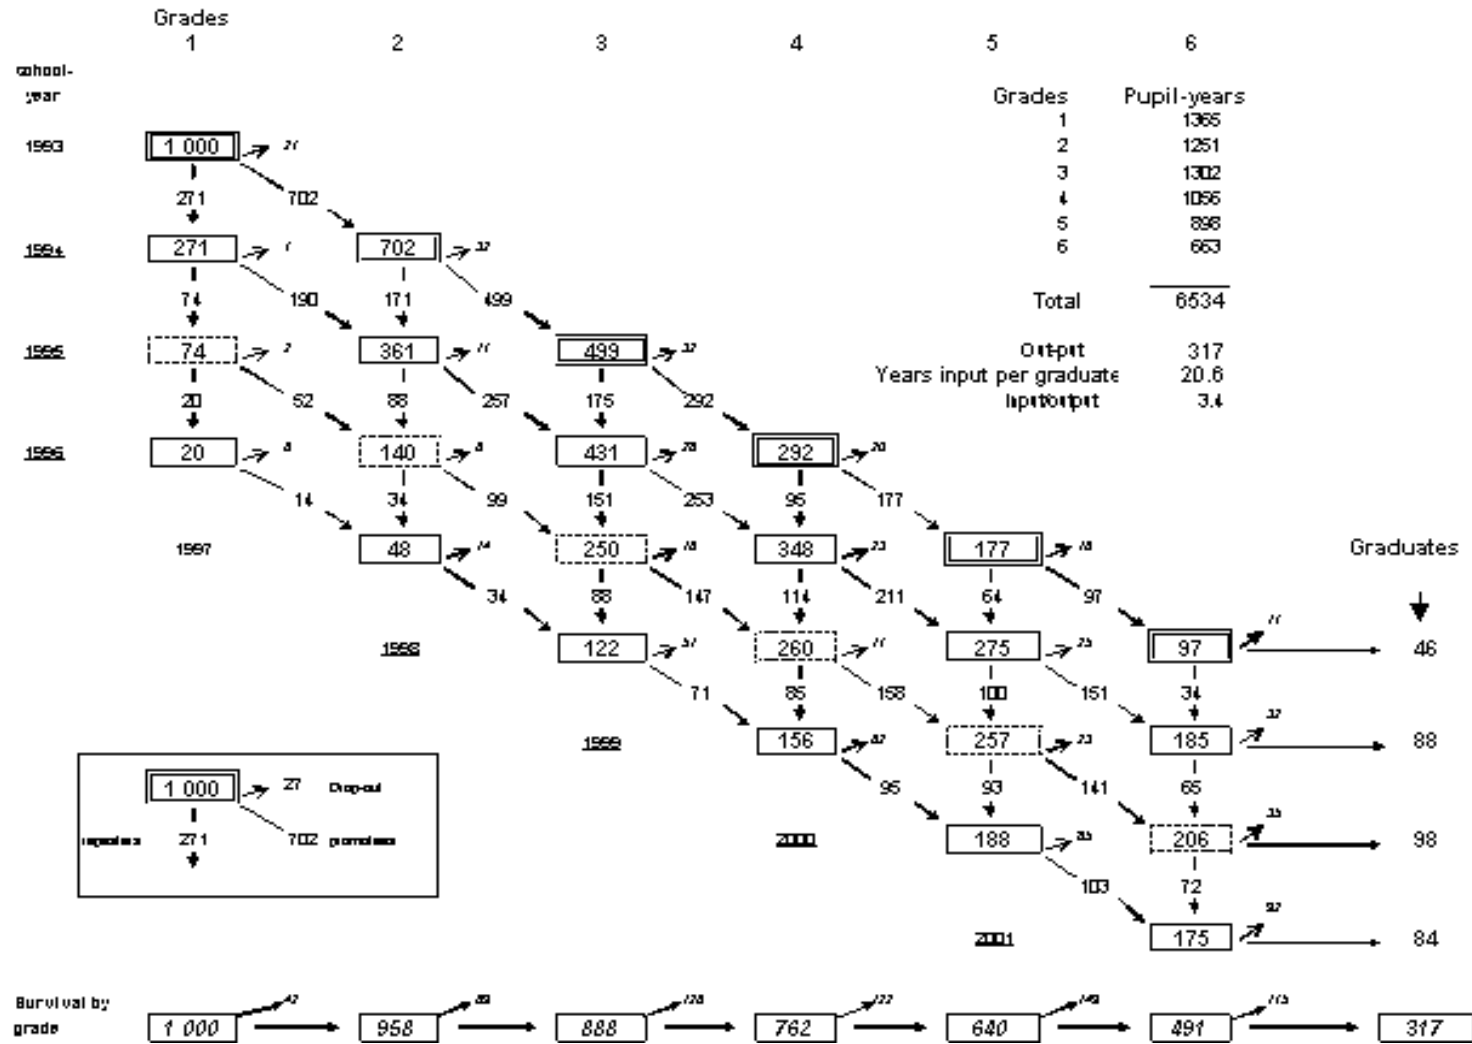 Grades
1 2 3 4 5 6
school-
year
Grades Pupil-years
1 1365
2 1251
3 1302
4 1056
5 898
6 663
Total 6534
Output 317
Years input per graduate 20.6
Input/output 3.4
1993 1 000
271 702
1994 271 702
74 190 171 499
1995 74 361 499
20 52 88 257 175 292
1996 20 140 431 292
14 34 99 151 253 95 177
1997 48 250 348 177
Graduates
34 88 147 114 211 64 97
1998 122 260 275 97 46
71 85 158 100 151 34
1999 156 257 185 88
95 93 141 65
2000 188 206 98
103 72
2001 175 84
1 000 27 Drop-out
repeaters 271 702 promotees
Survival by
grade 1 000 958 888 762 640 491 317